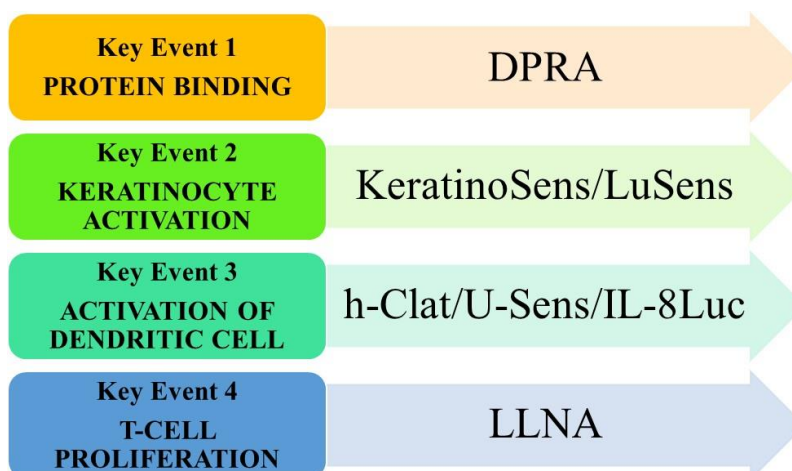 Key Event 1
PROTEIN BINDING
DPRA
Key Event 2
KERATINOCYTE
ACTIVATION
KeratinoSens/LuSens
Key Event 3
ACTIVATION OF
DENDRITIC CELL
h-Clat/U-Sens/IL-8Luc
Key Event 4
T-CELL
PROLIFERATION
LLNA